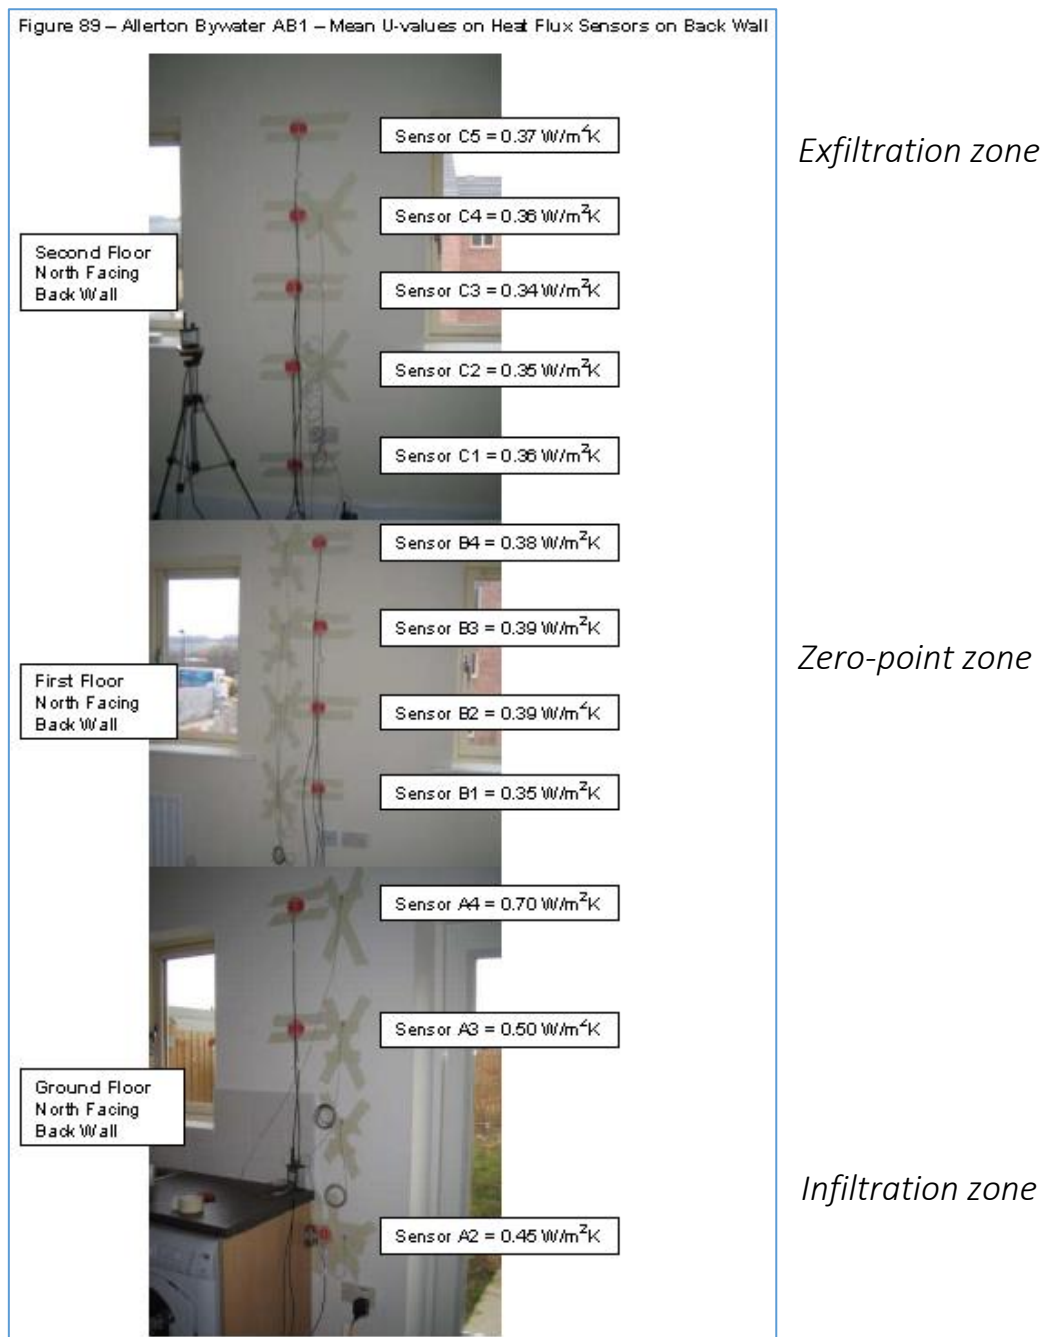 Figure 89 – Allerton Bywater AB1 – Mean U-values on Heat Flux Sensors on Back Wall
Sensor C5 = 0.37 W/m²K
Exfiltration zone
Sensor C4 = 0.36 W/m²K
Second Floor
North Facing
Back Wall
Sensor C3 = 0.34 W/m²K
Sensor C2 = 0.35 W/m²K
Sensor C1 = 0.36 W/m²K
Sensor B4 = 0.38 W/m²K
Sensor B3 = 0.39 W/m²K
Zero-point zone
First Floor
North Facing
Back Wall
Sensor B2 = 0.39 W/m²K
Sensor B1 = 0.35 W/m²K
Sensor A4 = 0.70 W/m²K
Sensor A3 = 0.50 W/m²K
Ground Floor
North Facing
Back Wall
Infiltration zone
Sensor A2 = 0.45 W/m²K